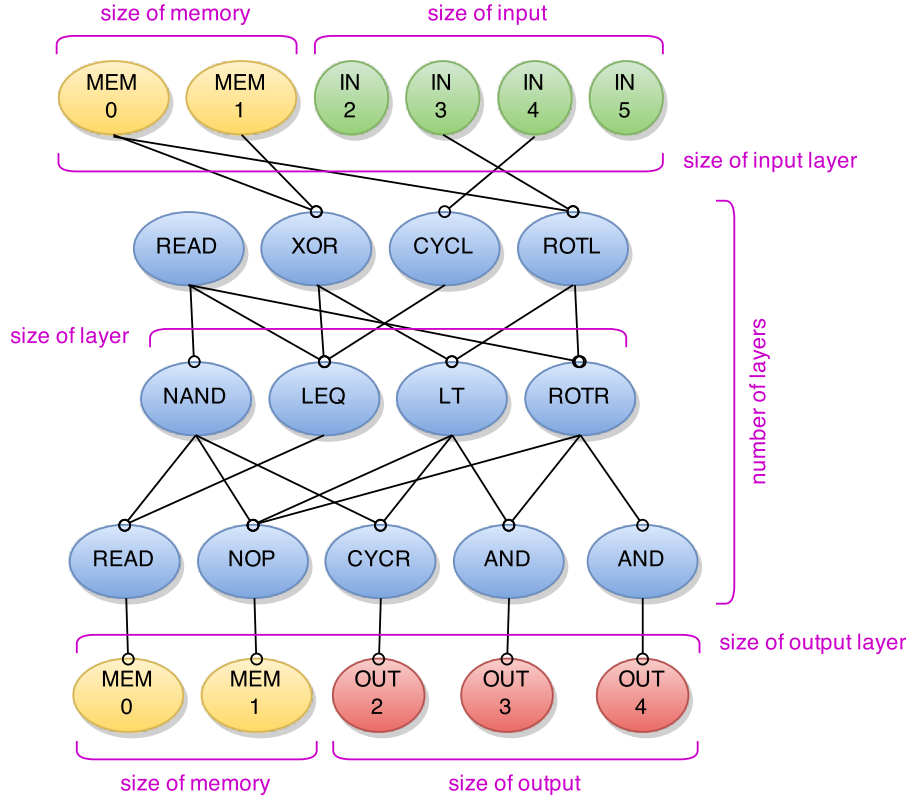 size of memory
size of input
MEM
0
MEM
1
IN
2
IN
3
IN
4
IN
5
size of input layer
READ
XOR
CYCL
ROTL
size of layer
number of layers
NAND
LEQ
LT
ROTR
READ
NOP
CYCR
AND
AND
size of output layer
MEM
0
MEM
1
OUT
2
OUT
3
OUT
4
size of memory
size of output